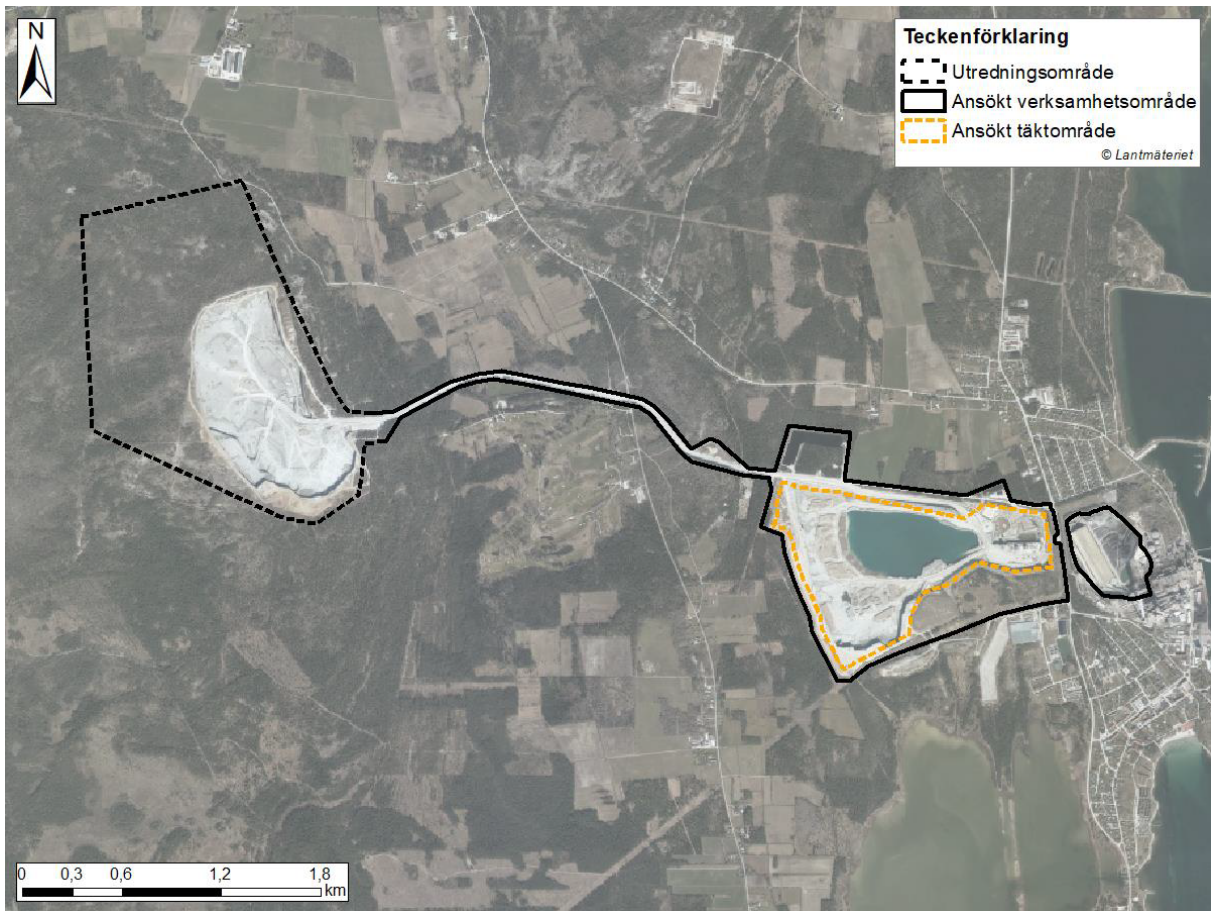 N
Teckenförklaring
Utredningsområde
Ansökt verksamhetsområde
Ansökt täktområde
© Lantmäteriet
0 0,3 0,6 1,2 1,8
km